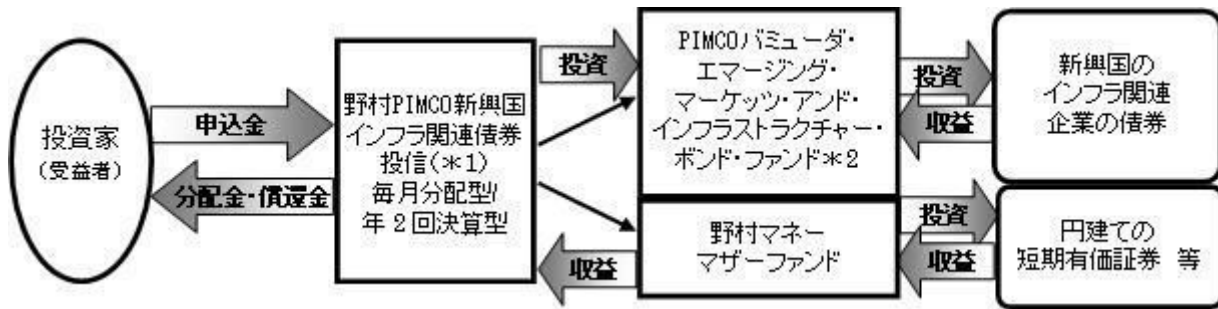 投資家
(受益者)
申込金
分配金・償還金
野村PIMCO新興国
インフラ関連債券
投信(*1)
毎月分配型/
年2回決算型
投資
収益
PIMCOバミューダ・
エマージング・
マーケッツ・アンド・
インフラストラクチャー・
ボンド・ファンド*2
野村マネー
マザーファンド
投資
収益
投資
収益
新興国の
インフラ関連
企業の債券
円建ての
短期有価証券 等